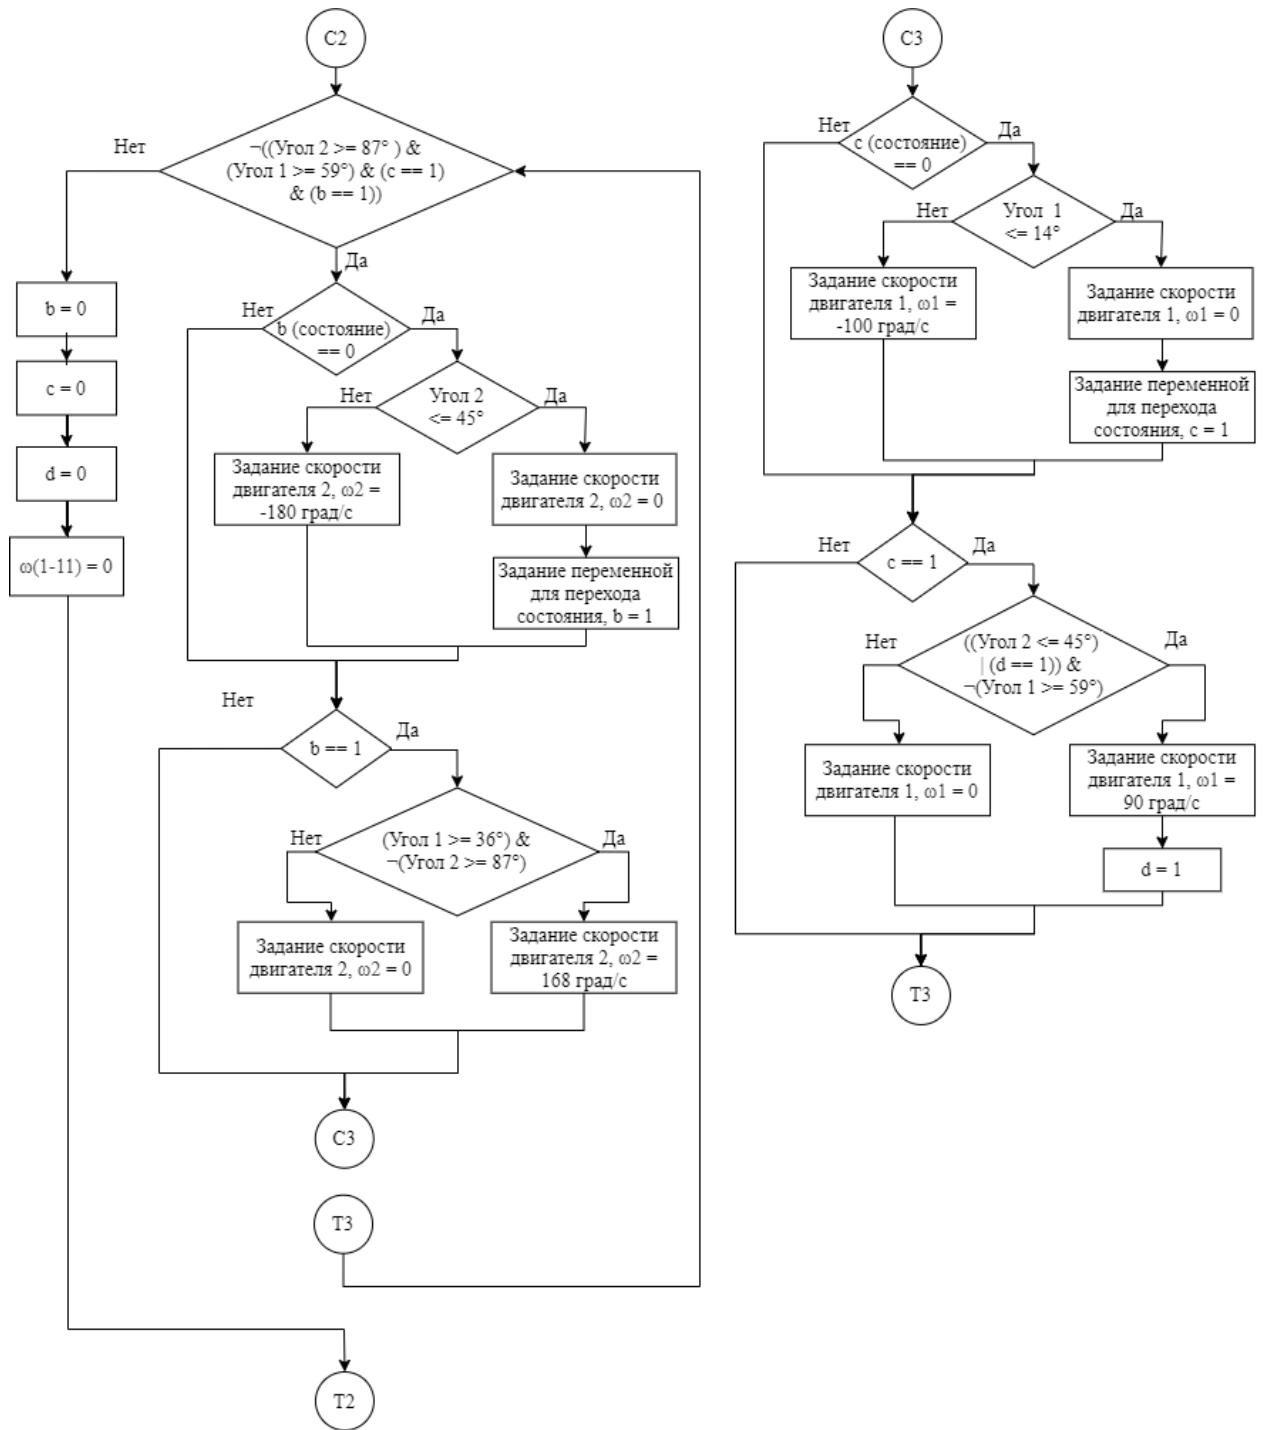 C2
Нет
¬((Угол 2 >= 87° ) &
(Угол 1 >= 59°) & (c == 1)
& (b == 1))
Да
b = 0
c = 0
d = 0
ω(1-11) = 0
Нет
b (состояние)
== 0
Да
Нет
Угол 2
<= 45°
Да
Задание скорости
двигателя 2, ω2 =
-180 град/с
Задание скорости
двигателя 2, ω2 = 0
Задание переменной
для перехода
состояния, b = 1
Нет
b == 1
Да
Нет
(Угол 1 >= 36°) &
¬(Угол 2 >= 87°)
Да
Задание скорости
двигателя 2, ω2 = 0
Задание скорости
двигателя 2, ω2 =
168 град/с
C3
T3
T2
C3
Нет
c (состояние)
== 0
Да
Нет
Угол 1
<= 14°
Да
Задание скорости
двигателя 1, ω1 =
-100 град/с
Задание скорости
двигателя 1, ω1 = 0
Задание переменной
для перехода
состояния, c = 1
Нет
c == 1
Да
Нет
((Угол 2 <= 45°)
| (d == 1)) &
¬(Угол 1 >= 59°)
Да
Задание скорости
двигателя 1, ω1 = 0
Задание скорости
двигателя 1, ω1 =
90 град/с
d = 1
T3